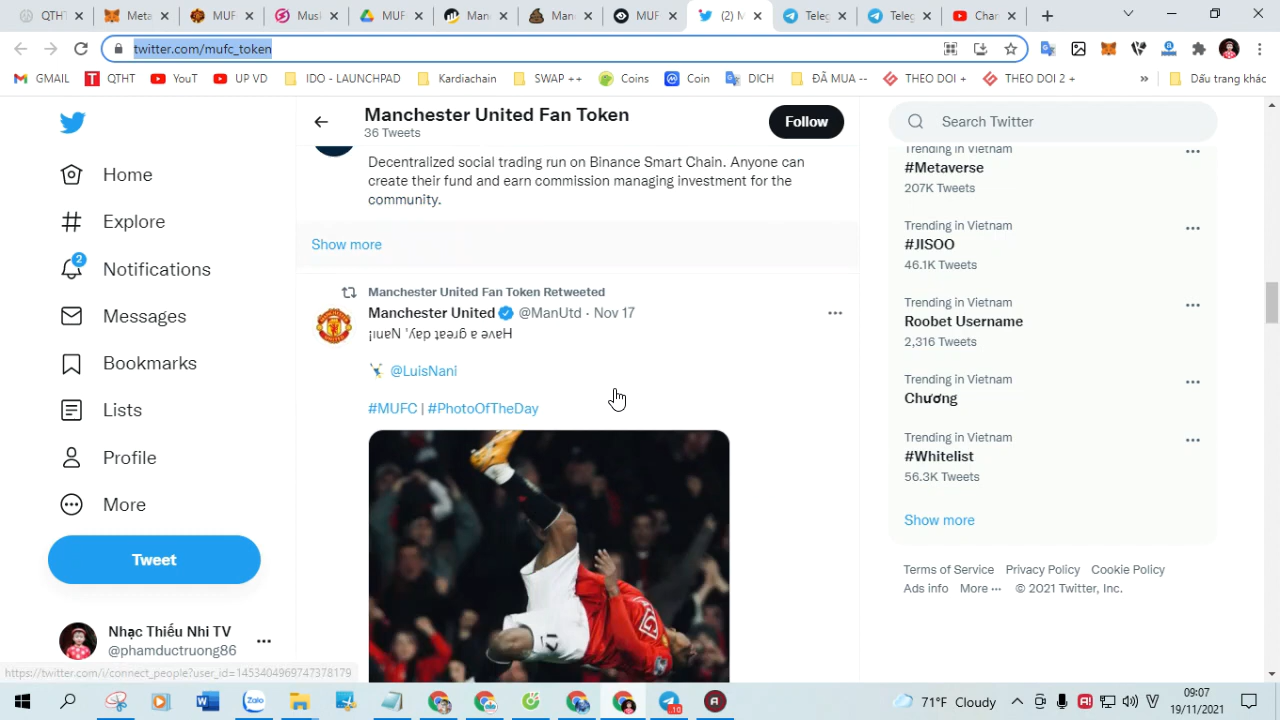 QTHT
Meta
MUF
Musk
MUF
Mani
MUF
(2) M
Teleg
Teleg
Chan
twitter.com/mufc_token
GMAIL
QTHT
YouT
UP VD
IDO - LAUNCHPAD
Kardiachain
SWAP ++
Coins
Coin
DICH
ĐÃ MUA --
THEO DOI +
THEO DOI 2 +
»
Dấu trang khác
Home
Explore
2
Notifications
Messages
Bookmarks
Lists
Profile
More
Tweet
Nhạc Thiếu Nhi TV
@phamductruong86
Manchester United Fan Token
36 Tweets
Follow
Decentralized social trading run on Binance Smart Chain. Anyone can
create their fund and earn commission managing investment for the
community.
Show more
Manchester United Fan Token Retweeted
Manchester United @ManUtd · Nov 17
¡ıuɐN 'ʎɐp ʇɐǝɹƃ ɐ ǝʌɐH
@LuisNani
#MUFC | #PhotoOfTheDay
17
Search Twitter
Trending in Vietnam
#Metaverse
207K Tweets
Trending in Vietnam
#JISOO
46.1K Tweets
Trending in Vietnam
Roobet Username
2,316 Tweets
Trending in Vietnam
Chương
Trending in Vietnam
#Whitelist
56.3K Tweets
Show more
Terms of Service Privacy Policy Cookie Policy
Ads info More ··· © 2021 Twitter, Inc.
https://twitter.com/i/connect_people?user_id=1453404969747378179
Zalo
10
71°F Cloudy
09:07
19/11/2021